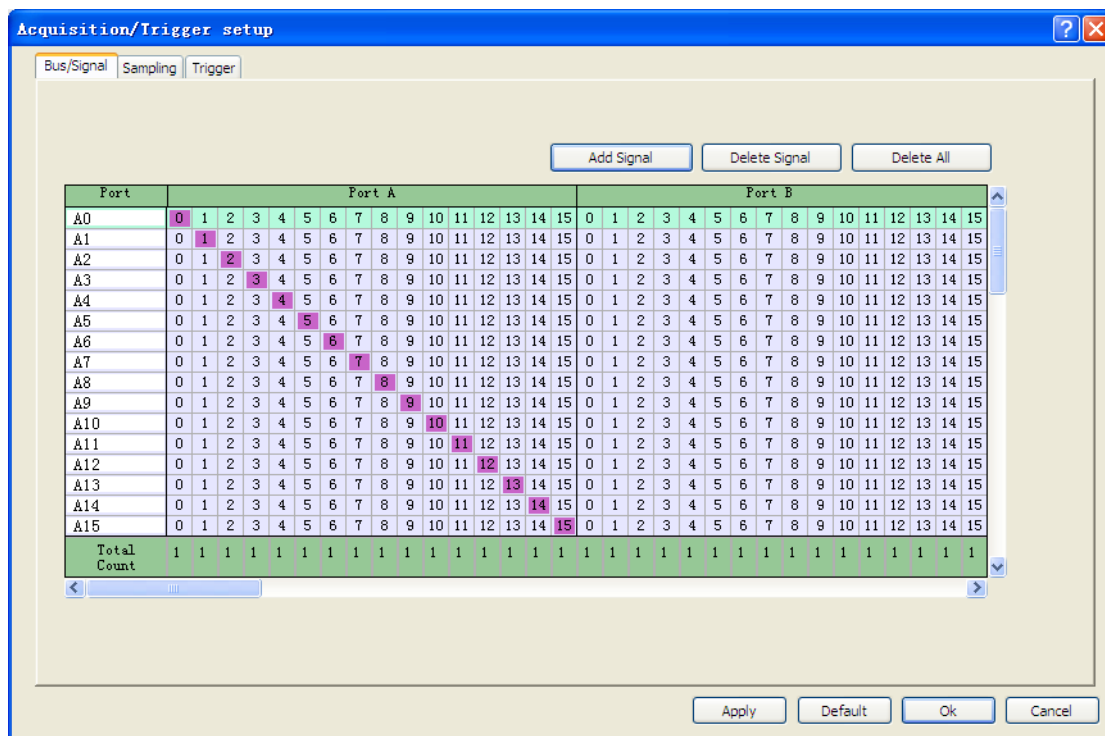 Acquisition/Trigger setup
Bus/Signal Sampling Trigger
Add Signal Delete Signal Delete All
Port Port A Port B
A0 0 1 2 3 4 5 6 7 8 9 10 11 12 13 14 15 0 1 2 3 4 5 6 7 8 9 10 11 12 13 14 15
A1 0 1 2 3 4 5 6 7 8 9 10 11 12 13 14 15 0 1 2 3 4 5 6 7 8 9 10 11 12 13 14 15
A2 0 1 2 3 4 5 6 7 8 9 10 11 12 13 14 15 0 1 2 3 4 5 6 7 8 9 10 11 12 13 14 15
A3 0 1 2 3 4 5 6 7 8 9 10 11 12 13 14 15 0 1 2 3 4 5 6 7 8 9 10 11 12 13 14 15
A4 0 1 2 3 4 5 6 7 8 9 10 11 12 13 14 15 0 1 2 3 4 5 6 7 8 9 10 11 12 13 14 15
A5 0 1 2 3 4 5 6 7 8 9 10 11 12 13 14 15 0 1 2 3 4 5 6 7 8 9 10 11 12 13 14 15
A6 0 1 2 3 4 5 6 7 8 9 10 11 12 13 14 15 0 1 2 3 4 5 6 7 8 9 10 11 12 13 14 15
A7 0 1 2 3 4 5 6 7 8 9 10 11 12 13 14 15 0 1 2 3 4 5 6 7 8 9 10 11 12 13 14 15
A8 0 1 2 3 4 5 6 7 8 9 10 11 12 13 14 15 0 1 2 3 4 5 6 7 8 9 10 11 12 13 14 15
A9 0 1 2 3 4 5 6 7 8 9 10 11 12 13 14 15 0 1 2 3 4 5 6 7 8 9 10 11 12 13 14 15
A10 0 1 2 3 4 5 6 7 8 9 10 11 12 13 14 15 0 1 2 3 4 5 6 7 8 9 10 11 12 13 14 15
A11 0 1 2 3 4 5 6 7 8 9 10 11 12 13 14 15 0 1 2 3 4 5 6 7 8 9 10 11 12 13 14 15
A12 0 1 2 3 4 5 6 7 8 9 10 11 12 13 14 15 0 1 2 3 4 5 6 7 8 9 10 11 12 13 14 15
A13 0 1 2 3 4 5 6 7 8 9 10 11 12 13 14 15 0 1 2 3 4 5 6 7 8 9 10 11 12 13 14 15
A14 0 1 2 3 4 5 6 7 8 9 10 11 12 13 14 15 0 1 2 3 4 5 6 7 8 9 10 11 12 13 14 15
A15 0 1 2 3 4 5 6 7 8 9 10 11 12 13 14 15 0 1 2 3 4 5 6 7 8 9 10 11 12 13 14 15
Total Count 1 1 1 1 1 1 1 1 1 1 1 1 1 1 1 1 1 1 1 1 1 1 1 1 1 1 1 1 1 1 1 1
Apply Default Ok Cancel